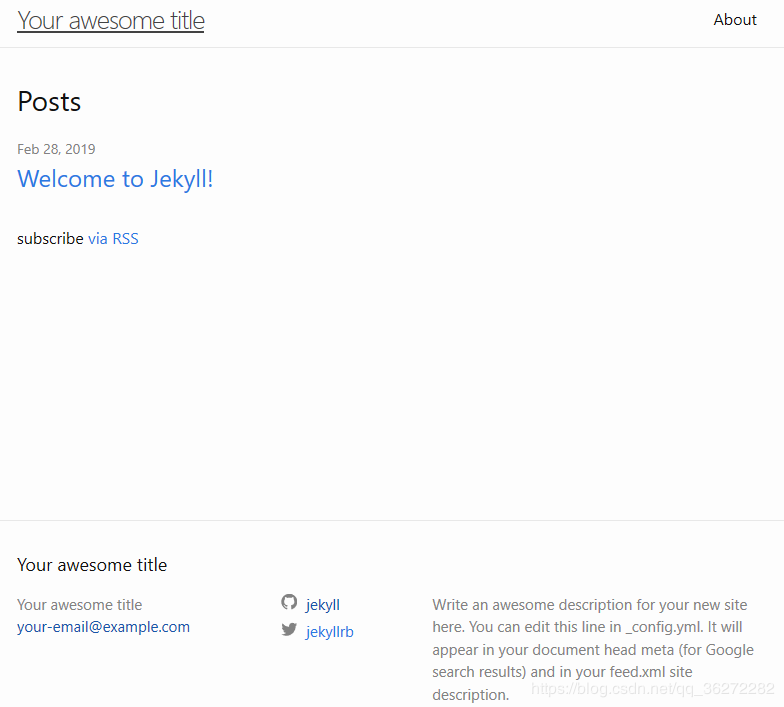 Your awesome title
About
Posts
Feb 28, 2019
Welcome to Jekyll!
subscribe via RSS
Your awesome title
Your awesome title
your-email@example.com
jekyll
jekyllrb
Write an awesome description for your new site
here. You can edit this line in _config.yml. It will
appear in your document head meta (for Google
search results) and in your feed.xml site
description.
https://blog.csdn.net/qq_36272282